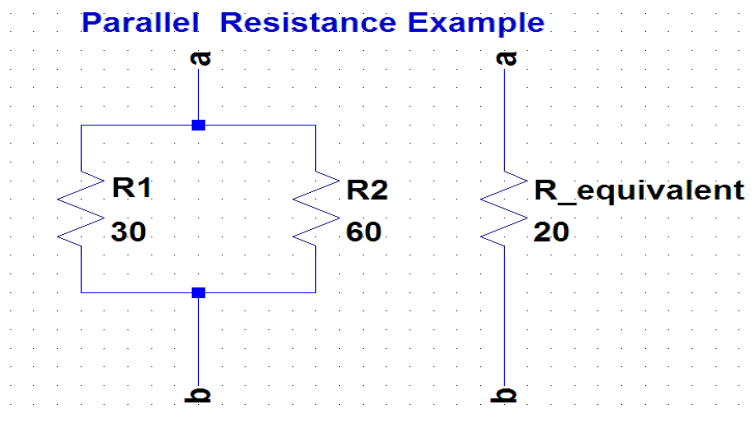 Parallel Resistance Example
a
a
R1
30
R2
60
R_equivalent
20
b
b